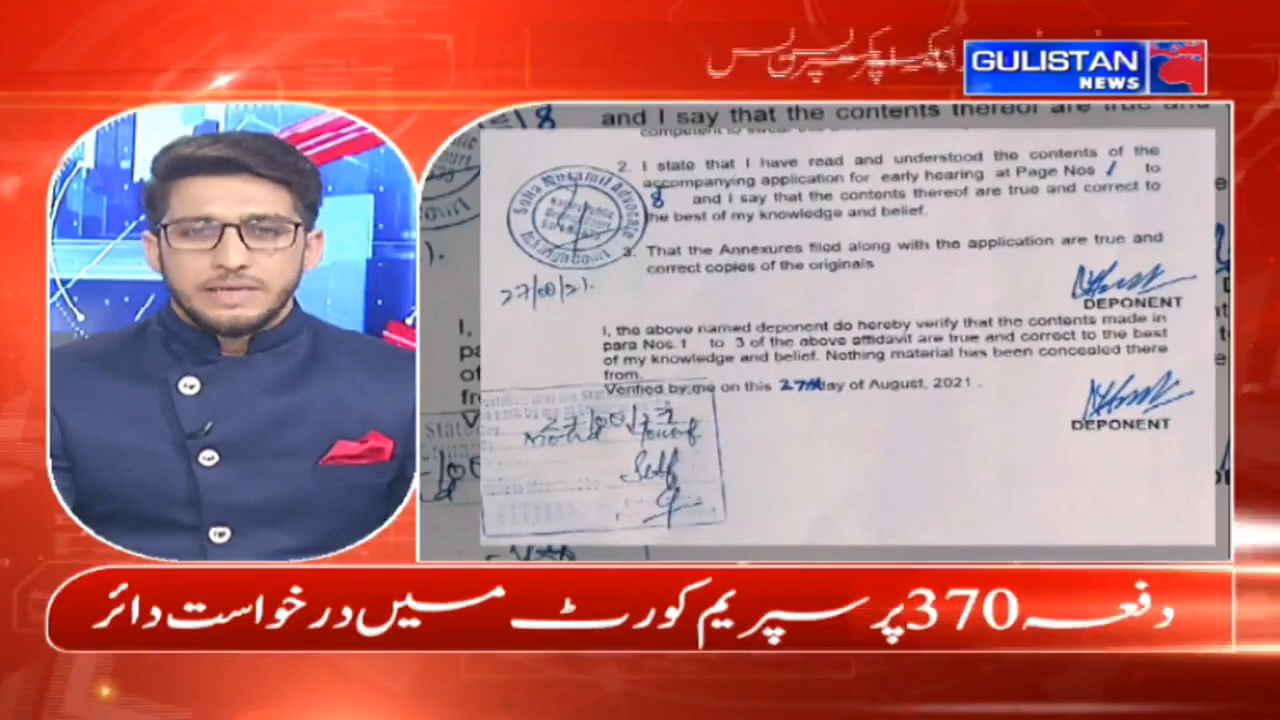 GULISTAN
NEWS
and I say that the contents thereof are true and
2. I state that I have read and understood the contents of the
accompanying application for early hearing at Page Nos 1 to
8 and I say that the contents thereof are true and correct to
the best of my knowledge and belief.
3. That the Annexures filed along with the application are true and
correct copies of the originals
27/08/21.
DEPONENT
I, the above named deponent do hereby verify that the contents made in
para Nos.1 to 3 of the above affidavit are true and correct to the best
of my knowledge and belief. Nothing material has been concealed there
from.
Verified by me on this 27th day of August, 2021 .
Self
DEPONENT
دفعہ 370 پر سپریم کورٹ میں درخواست دائر